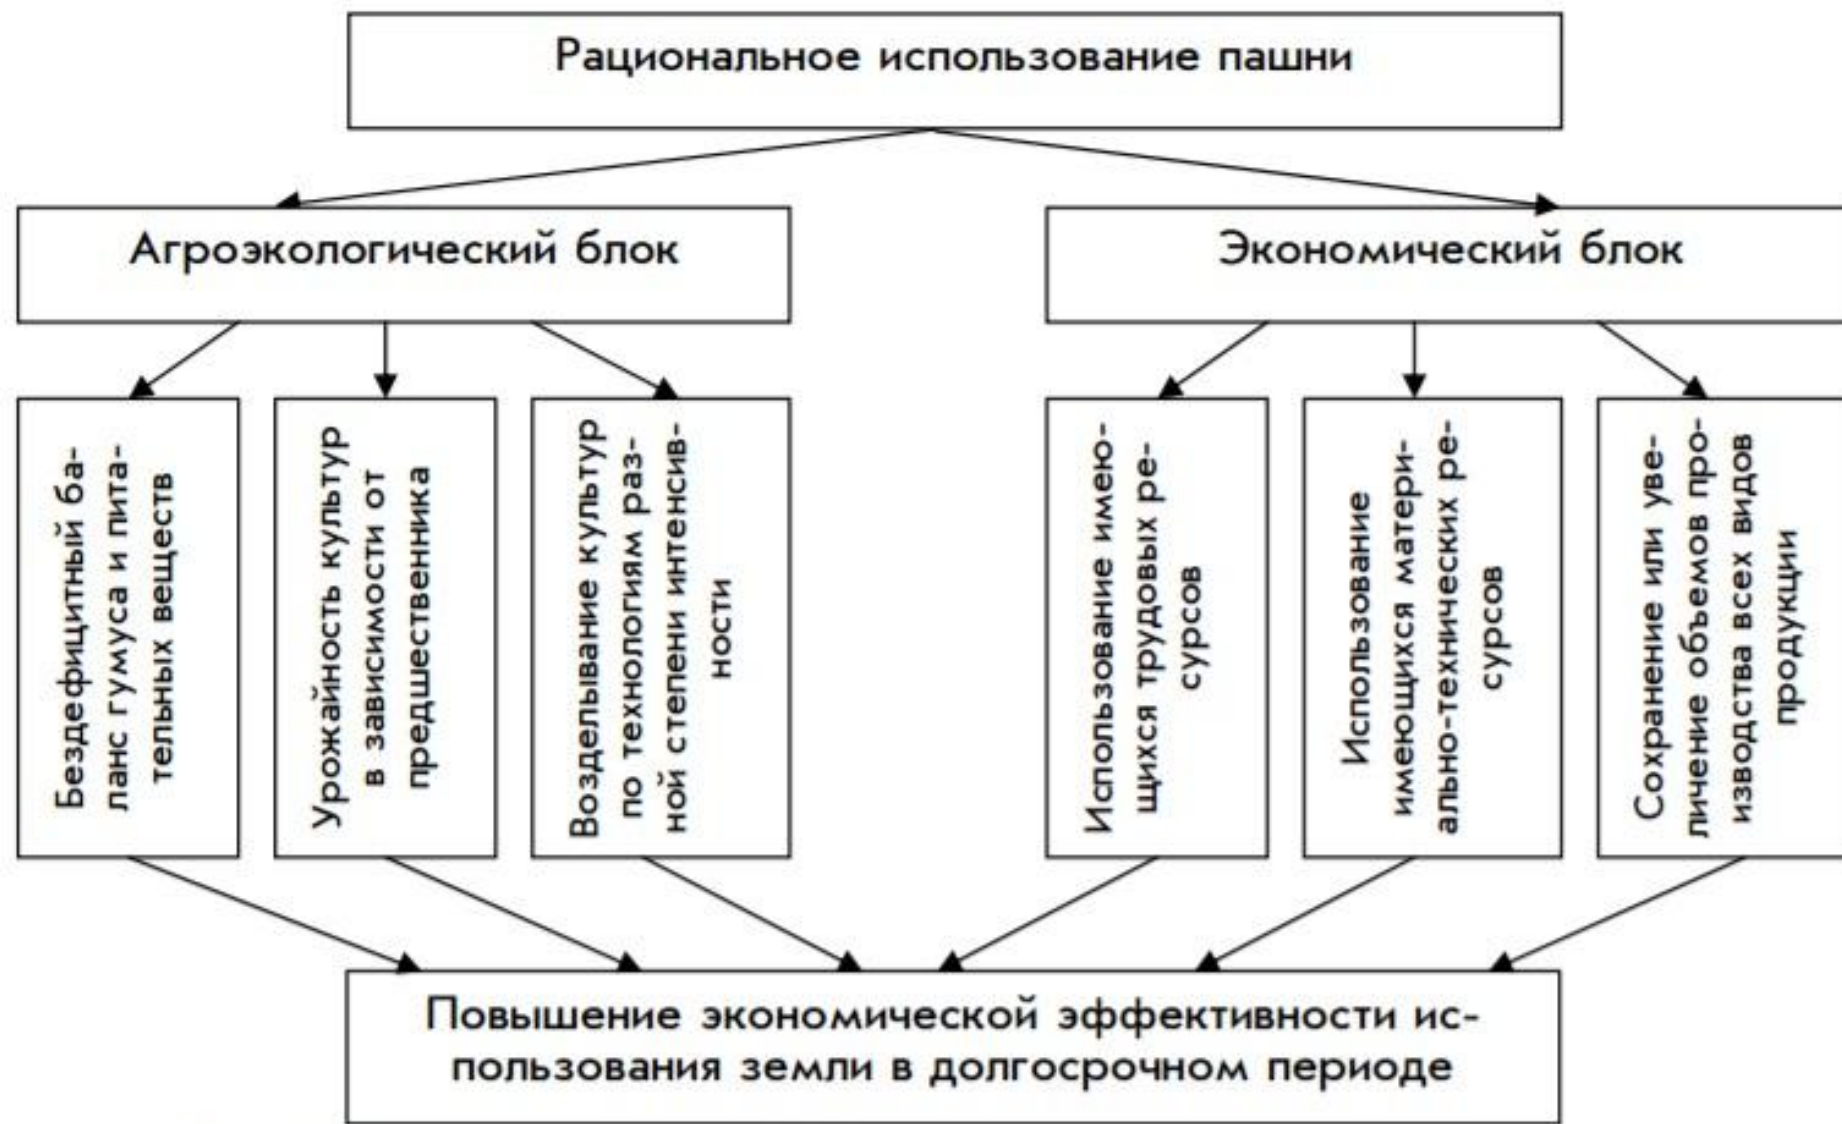 Рациональное использование пашни
Агроэкологический блок
Экономический блок
Бездефицитный ба-
ланс гумуса и пита-
тельных веществ
Урожайность культур
в зависимости от
предшественника
Возделывание культур
по технологиям раз-
ной степени интенсив-
ности
Использование имею-
щихся трудовых ре-
сурсов
Использование
имеющихся матери-
ально-технических ре-
сурсов
Сохранение или уве-
личение объемов про-
изводства всех видов
продукции
Повышение экономической эффективности ис-
пользования земли в долгосрочном периоде